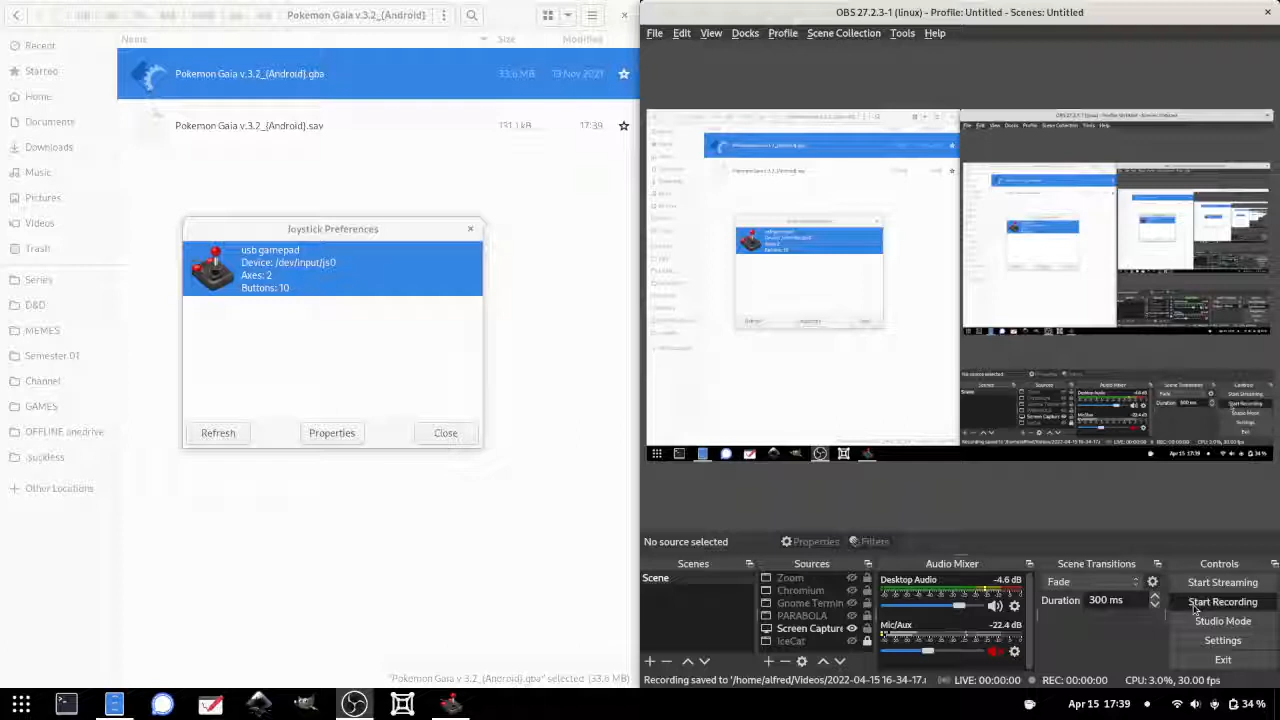 Pokemon Gaia v.3.2_(Android)
Name
Size
Modified
Recent
Starred
Home
Documents
Downloads
Music
Pictures
Videos
Trash
Series
D&D
MEMES
Semester 01
Channel
GAMES
OFFLINE onedrive
.suckless
Other Locations
Pokemon Gaia v.3.2_(Android).gba
33.6 MB
13 Nov 2021
Pokemon Gaia v.3.2_(Android).sav
131.1 kB
17:39
Joystick Preferences
usb gamepad
Device: /dev/input/js0
Axes: 2
Buttons: 10
Refresh
Properties
Close
"Pokemon Gaia v.3.2_(Android).gba" selected (33.6 MB)
OBS 27.2.3-1 (linux) - Profile: Untitled - Scenes: Untitled
File Edit View Docks Profile Scene Collection Tools Help
Apr 15 17:39
34 %
No source selected
Properties
Filters
Scenes
Scene
Sources
Zoom
Chromium
Gnome Termin
PARABOLA
Screen Capture
IceCat
Audio Mixer
Desktop Audio
-4.6 dB
Mic/Aux
-22.4 dB
Scene Transitions
Fade
Duration 300 ms
Controls
Start Streaming
Start Recording
Studio Mode
Settings
Exit
Recording saved to '/home/alfred/Videos/2022-04-15 16-34-17.
LIVE: 00:00:00
REC: 00:00:00
CPU: 3.0%, 30.00 fps
Apr 15 17:39
34 %